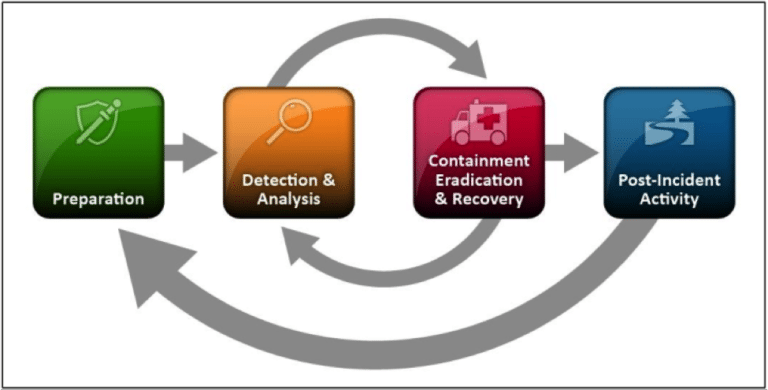 Preparation
Detection &
Analysis
Containment
Eradication
& Recovery
Post-Incident
Activity